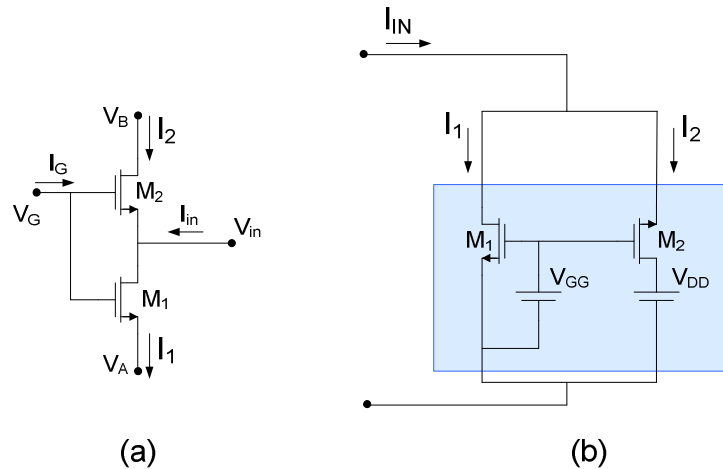 V_B
I_2
I_G
M_2
V_G
I_in
V_in
M_1
I_1
V_A
(a)
I_IN
I_1
I_2
M_1
M_2
V_GG
V_DD
(b)